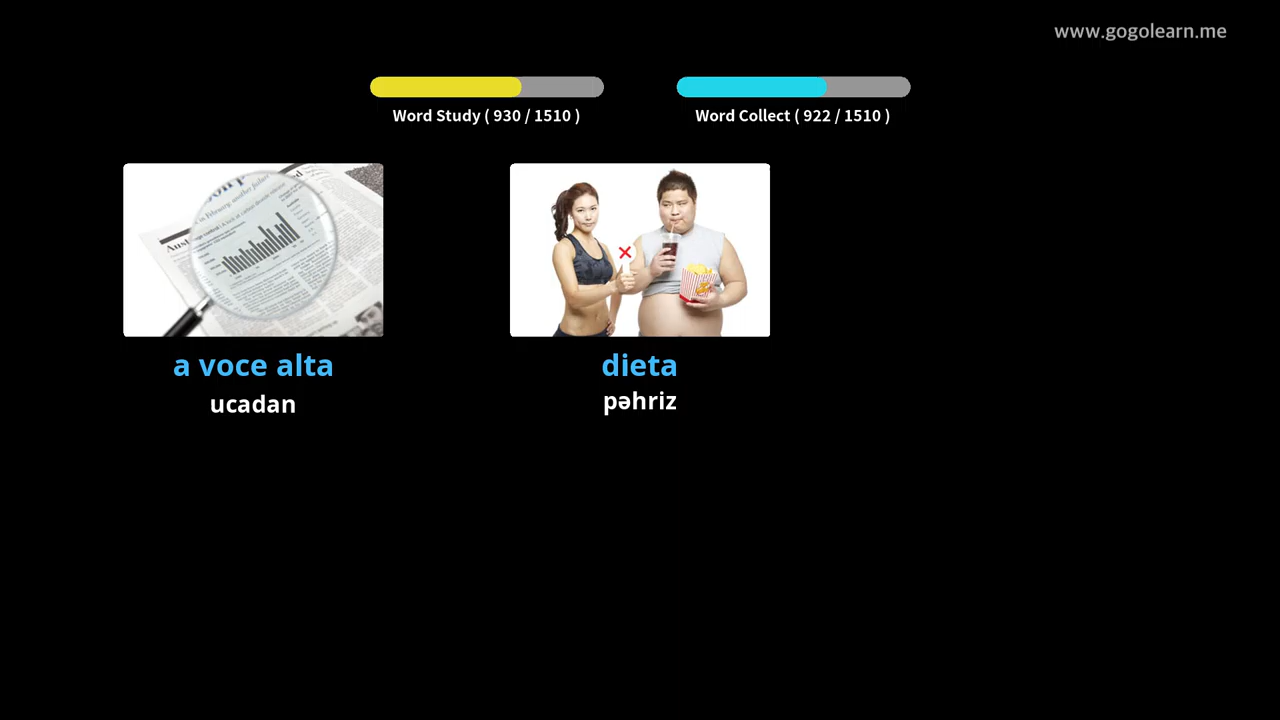 www.gogolearn.me
Word Study ( 930 / 1510 )
Word Collect ( 922 / 1510 )
a voce alta
ucadan
dieta
pəhriz